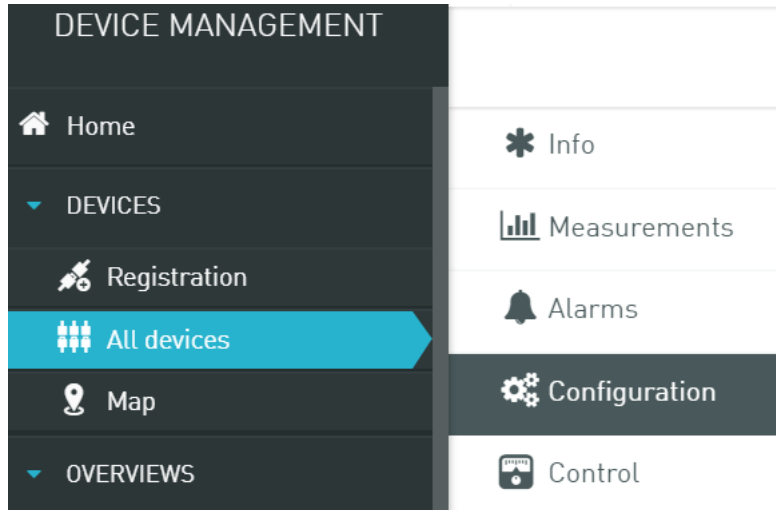 DEVICE MANAGEMENT
Home
DEVICES
Registration
All devices
Map
OVERVIEWS
Info
Measurements
Alarms
Configuration
Control